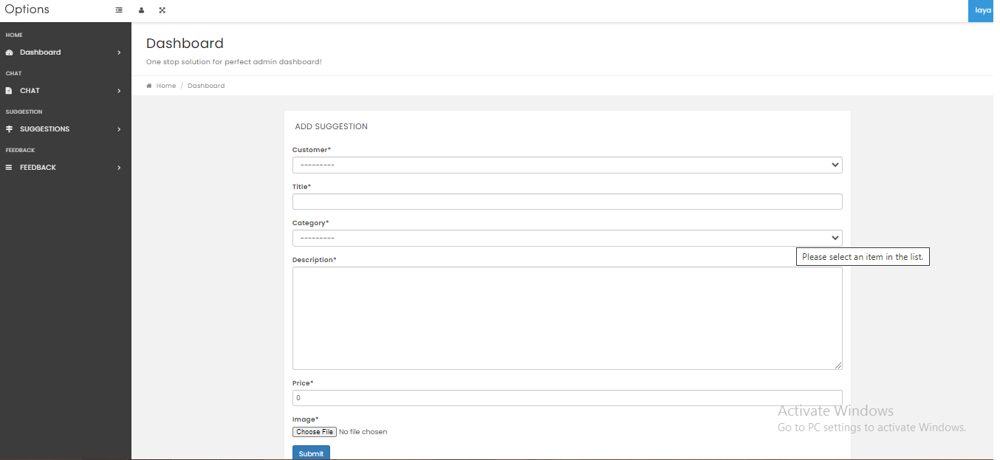 Options
laya
HOME
Dashboard
CHAT
CHAT
SUGGESTION
SUGGESTIONS
FEEDBACK
FEEDBACK
Dashboard
One stop solution for perfect admin dashboard!
Home / Dashboard
ADD SUGGESTION
Customer*
---------
Title*
Category*
---------
Please select an item in the list.
Description*
Price*
0
Image*
Choose File No file chosen
Submit
Activate Windows
Go to PC settings to activate Windows.